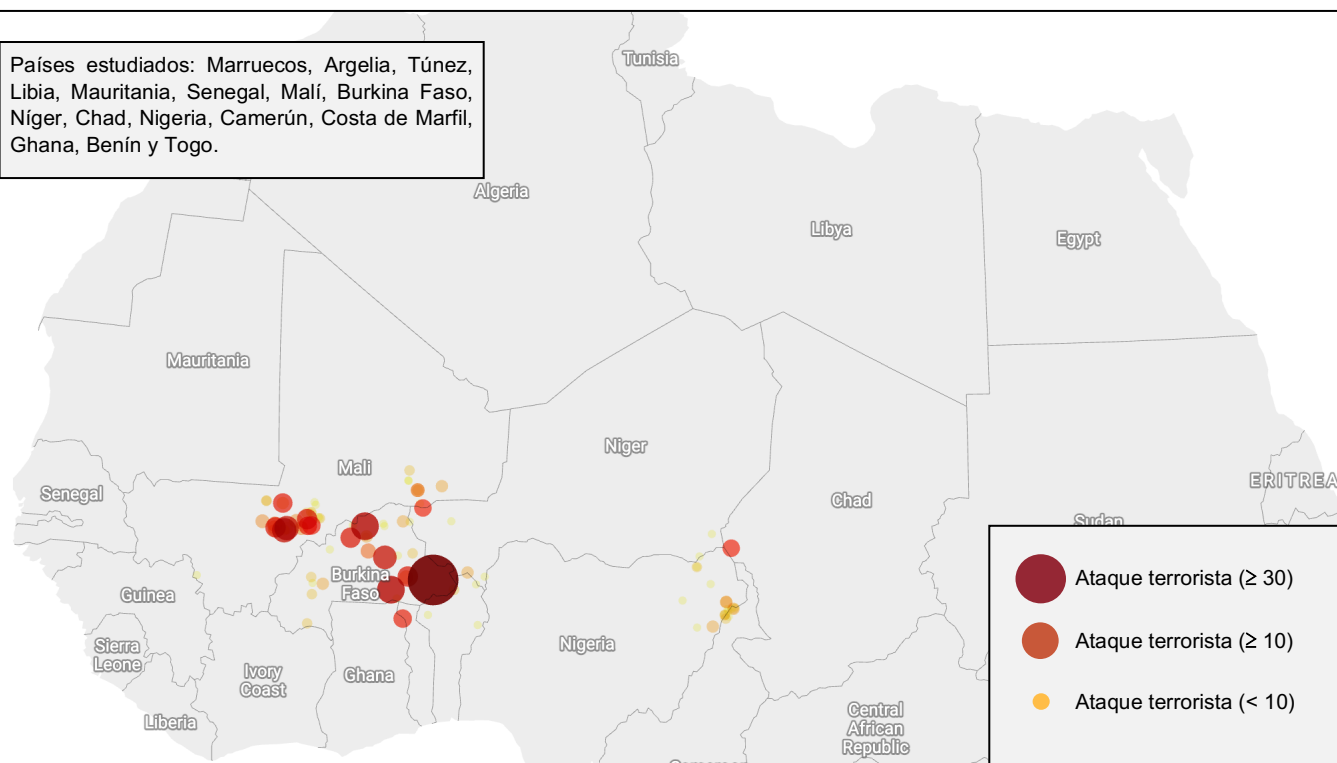 Países estudiados: Marruecos, Argelia, Túnez,
Libia, Mauritania, Senegal, Malí, Burkina Faso,
Níger, Chad, Nigeria, Camerún, Costa de Marfil,
Ghana, Benín y Togo.
Tunisia
Algeria
Libya
Egypt
Mauritania
Niger
Mali
Senegal
Chad
ERITREA
Sudan
Burkina
Faso
Guinea
Sierra
Leone
Nigeria
Ivory
Coast
Ghana
Liberia
Central
African
Republic
Ataque terrorista (≥ 30)
Ataque terrorista (≥ 10)
Ataque terrorista (< 10)